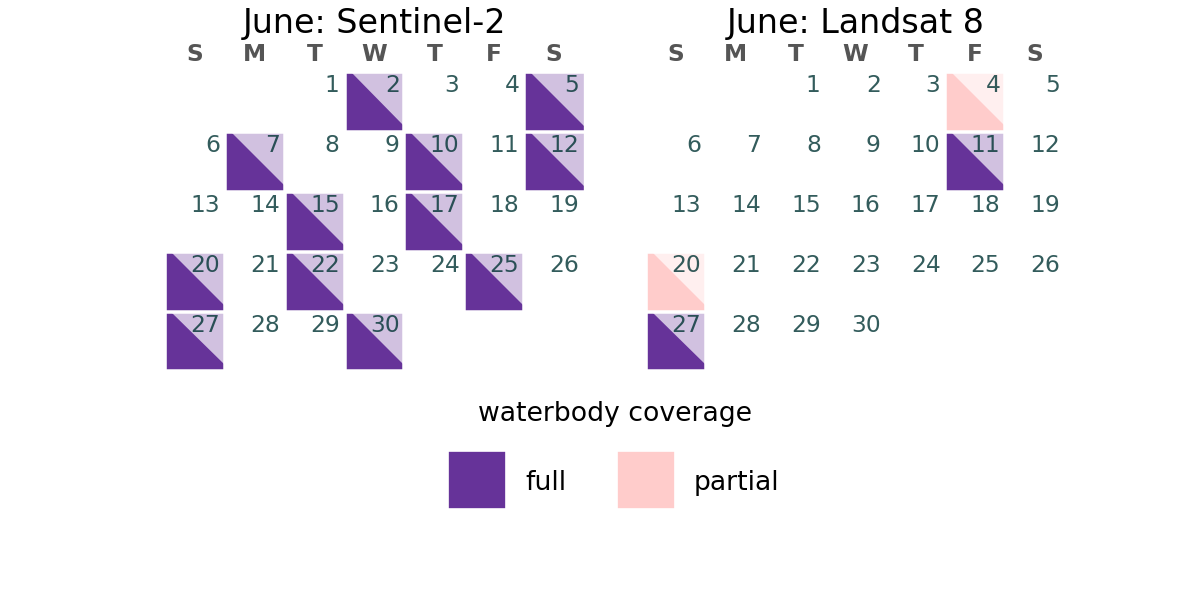 June: Sentinel-2
S M T W T F S
1 2 3 4 5
6 7 8 9 10 11 12
13 14 15 16 17 18 19
20 21 22 23 24 25 26
27 28 29 30
June: Landsat 8
S M T W T F S
1 2 3 4 5
6 7 8 9 10 11 12
13 14 15 16 17 18 19
20 21 22 23 24 25 26
27 28 29 30
waterbody coverage
full partial